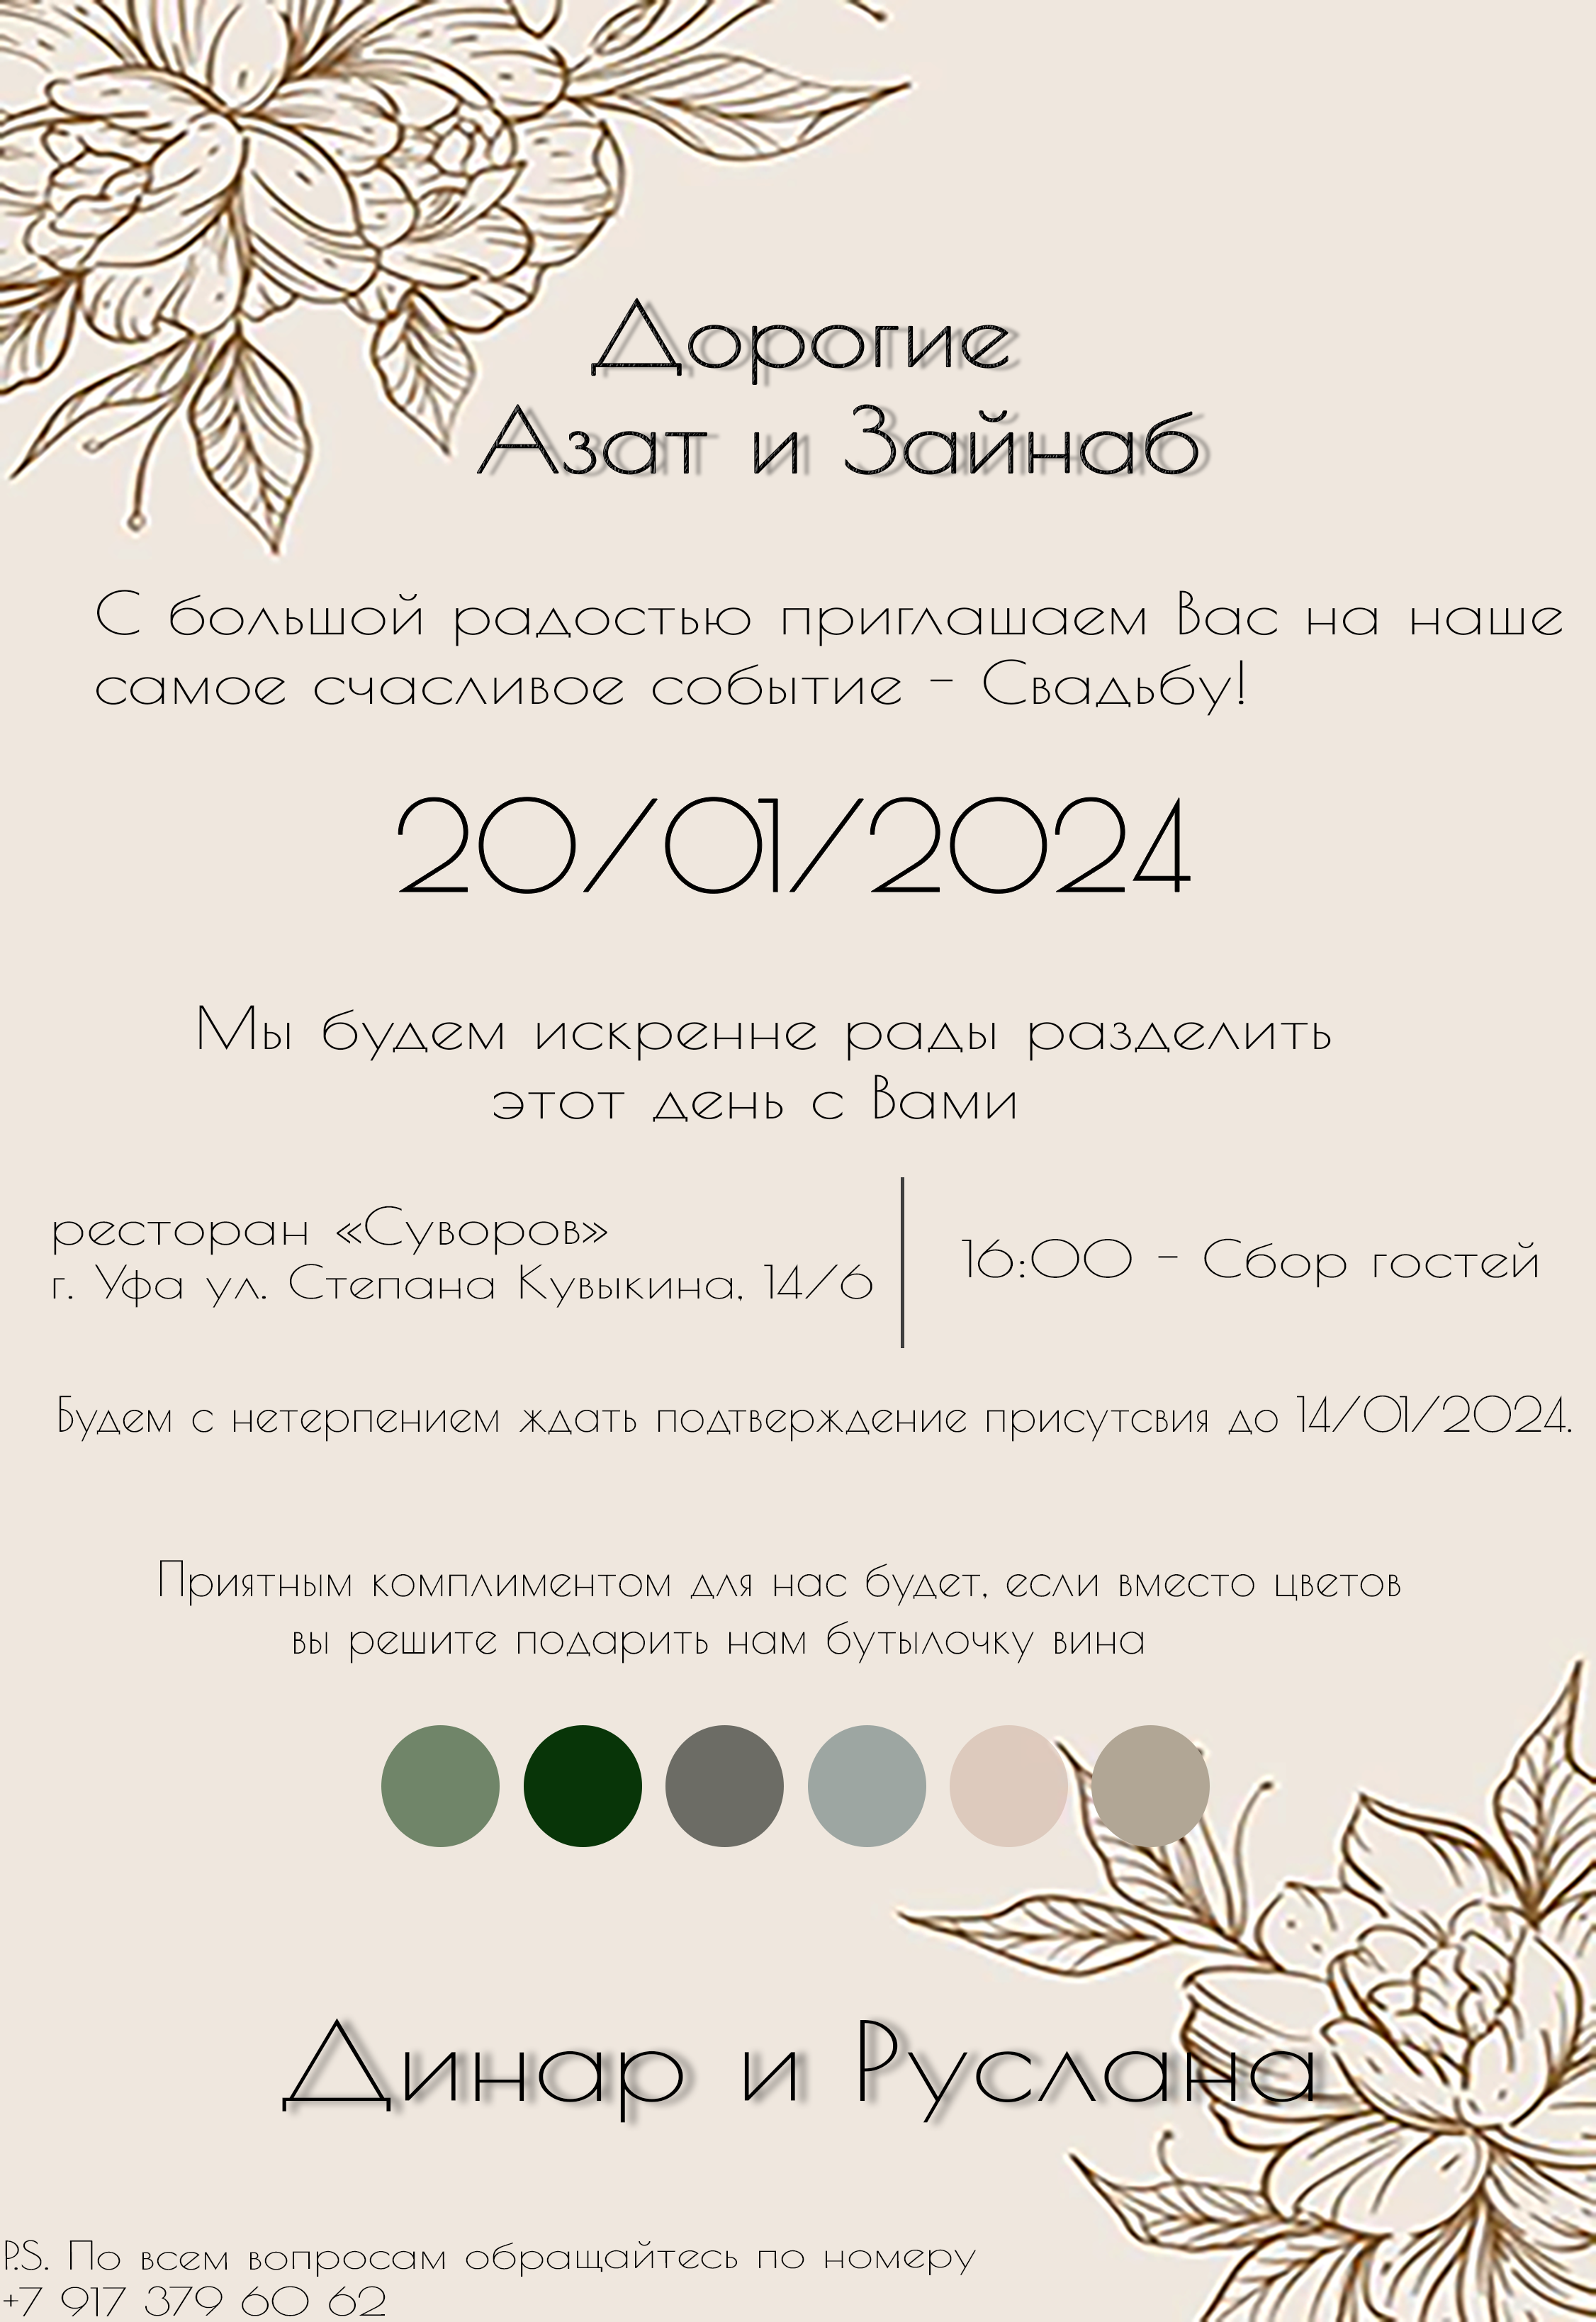 Дорогие
Азат и Зайнаб
С большой радостью приглашаем Вас на наше
самое счасливое событие - Свадьбу!
20/01/2024
Мы будем искренне рады разделить
этот день с Вами
ресторан «Суворов»
г. Уфа ул. Степана Кувыкина, 14/6
16:00 - Сбор гостей
Будем с нетерпением ждать подтверждение присутсвия до 14/01/2024.
Приятным комплиментом для нас будет, если вместо цветов
вы решите подарить нам бутылочку вина
Динар и Руслана
P.S. По всем вопросам обращайтесь по номеру
+7 917 379 60 62